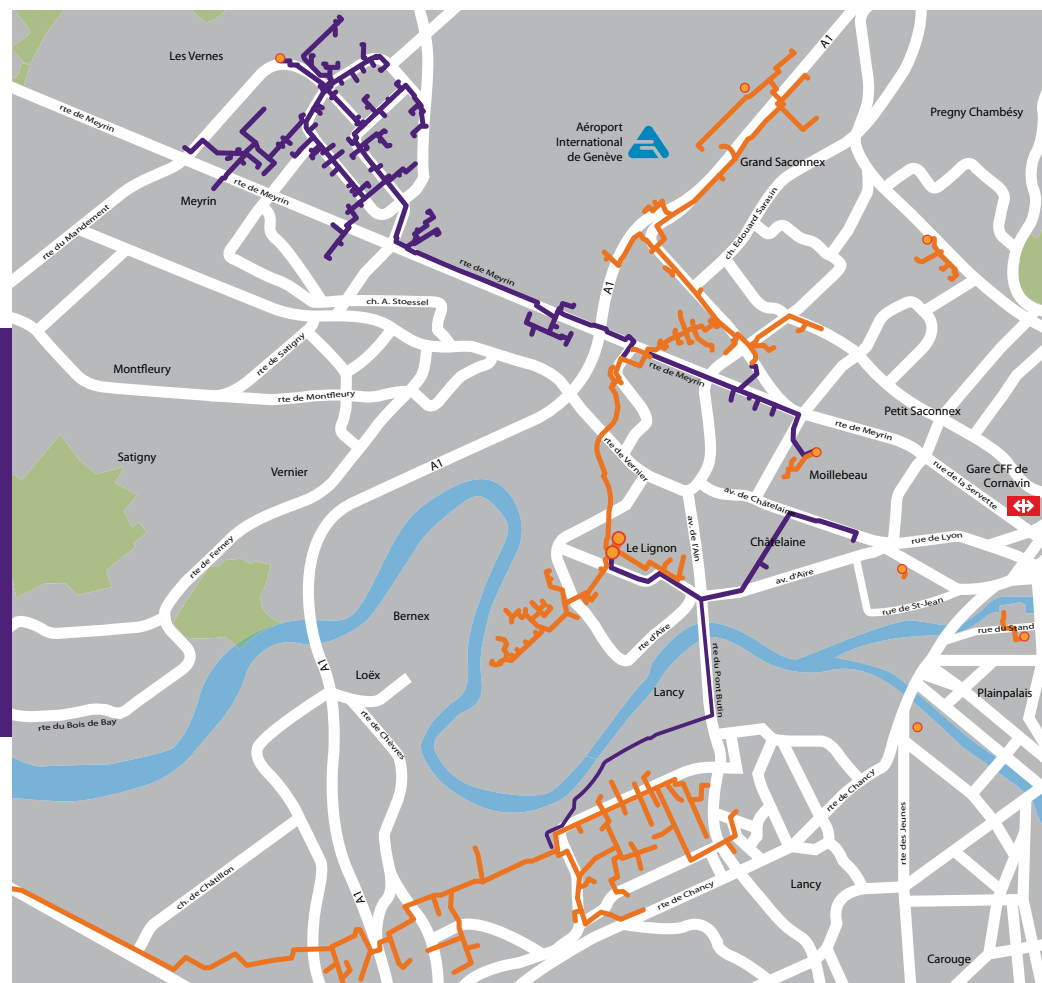 A1
Les Vernes
rte de Meyrin
Pregny Chambésy
Aéroport
International
de Genève
Grand Saconnex
rte de Meyrin
Meyrin
ch. Edouard Sarasin
rte du Mandement
rte de Meyrin
A1
ch. A. Stoessel
rte de Satigny
Montfleury
rte de Meyrin
rte de Montfleury
Petit Saconnex
rte de Meyrin
Satigny
Vernier
A1
rte de Vernier
Moillebeau
rue de la Servette
Gare CFF de
Cornavin
av. de Châtelaine
av. de l'Ain
rte de Ferney
Le Lignon
Châtelaine
rue de Lyon
av. d'Aïre
Bernex
rue de St-Jean
rte d'Aïre
rue du Stand
A1
Loëx
rte du Pont Butin
Lancy
Plainpalais
rte du Bois de Bay
rte de Chèvres
rte de Chancy
rte des Jeunes
ch. de Châtillon
A1
rte de Chancy
Lancy
Carouge